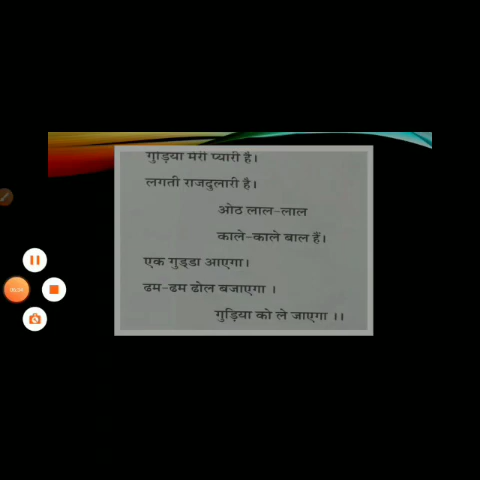 गुड़िया मेरी प्यारी है।
लगती राजदुलारी है।
ओठ लाल-लाल
काले-काले बाल हैं।
एक गुड्डा आएगा।
ढम-ढम ढोल बजाएगा ।
गुड़िया को ले जाएगा ।।